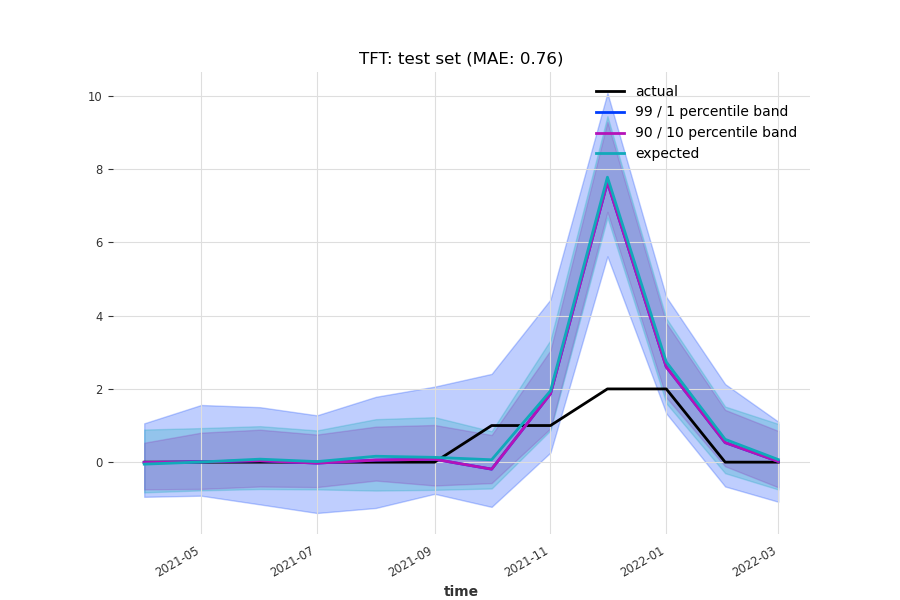 TFT: test set (MAE: 0.76)
actual
99 / 1 percentile band
90 / 10 percentile band
expected
10
8
6
4
2
0
2021-05
2021-07
2021-09
2021-11
2022-01
2022-03
time